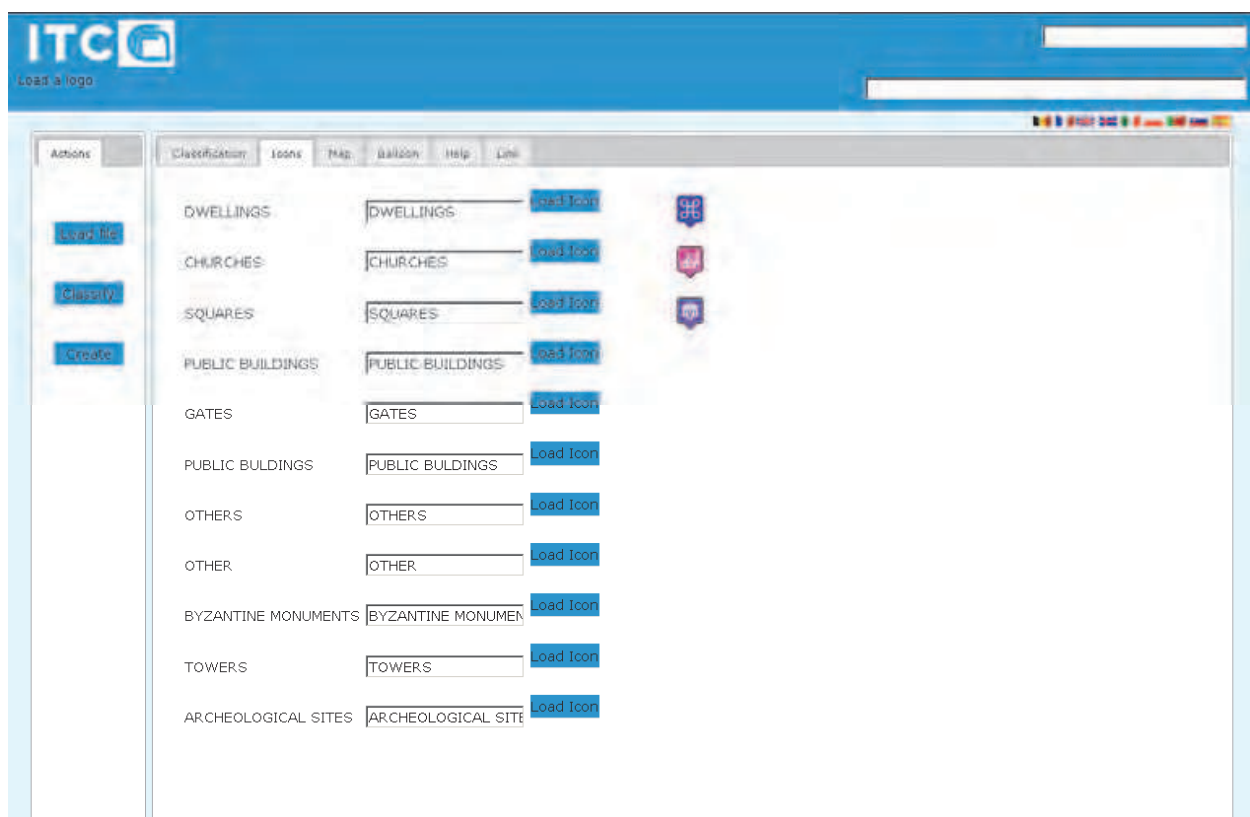 ITC
Load a logo
Actions
Classification Icons Map Balloon Help Link
DWELLINGS DWELLINGS Load Icon
Load file
CHURCHES CHURCHES Load Icon
Classify
SQUARES SQUARES Load Icon
Create
PUBLIC BUILDINGS PUBLIC BUILDINGS Load Icon
GATES GATES Load Icon
PUBLIC BULDINGS PUBLIC BULDINGS Load Icon
OTHERS OTHERS Load Icon
OTHER OTHER Load Icon
BYZANTINE MONUMENTS BYZANTINE MONUMEN Load Icon
TOWERS TOWERS Load Icon
ARCHEOLOGICAL SITES ARCHEOLOGICAL SITE Load Icon